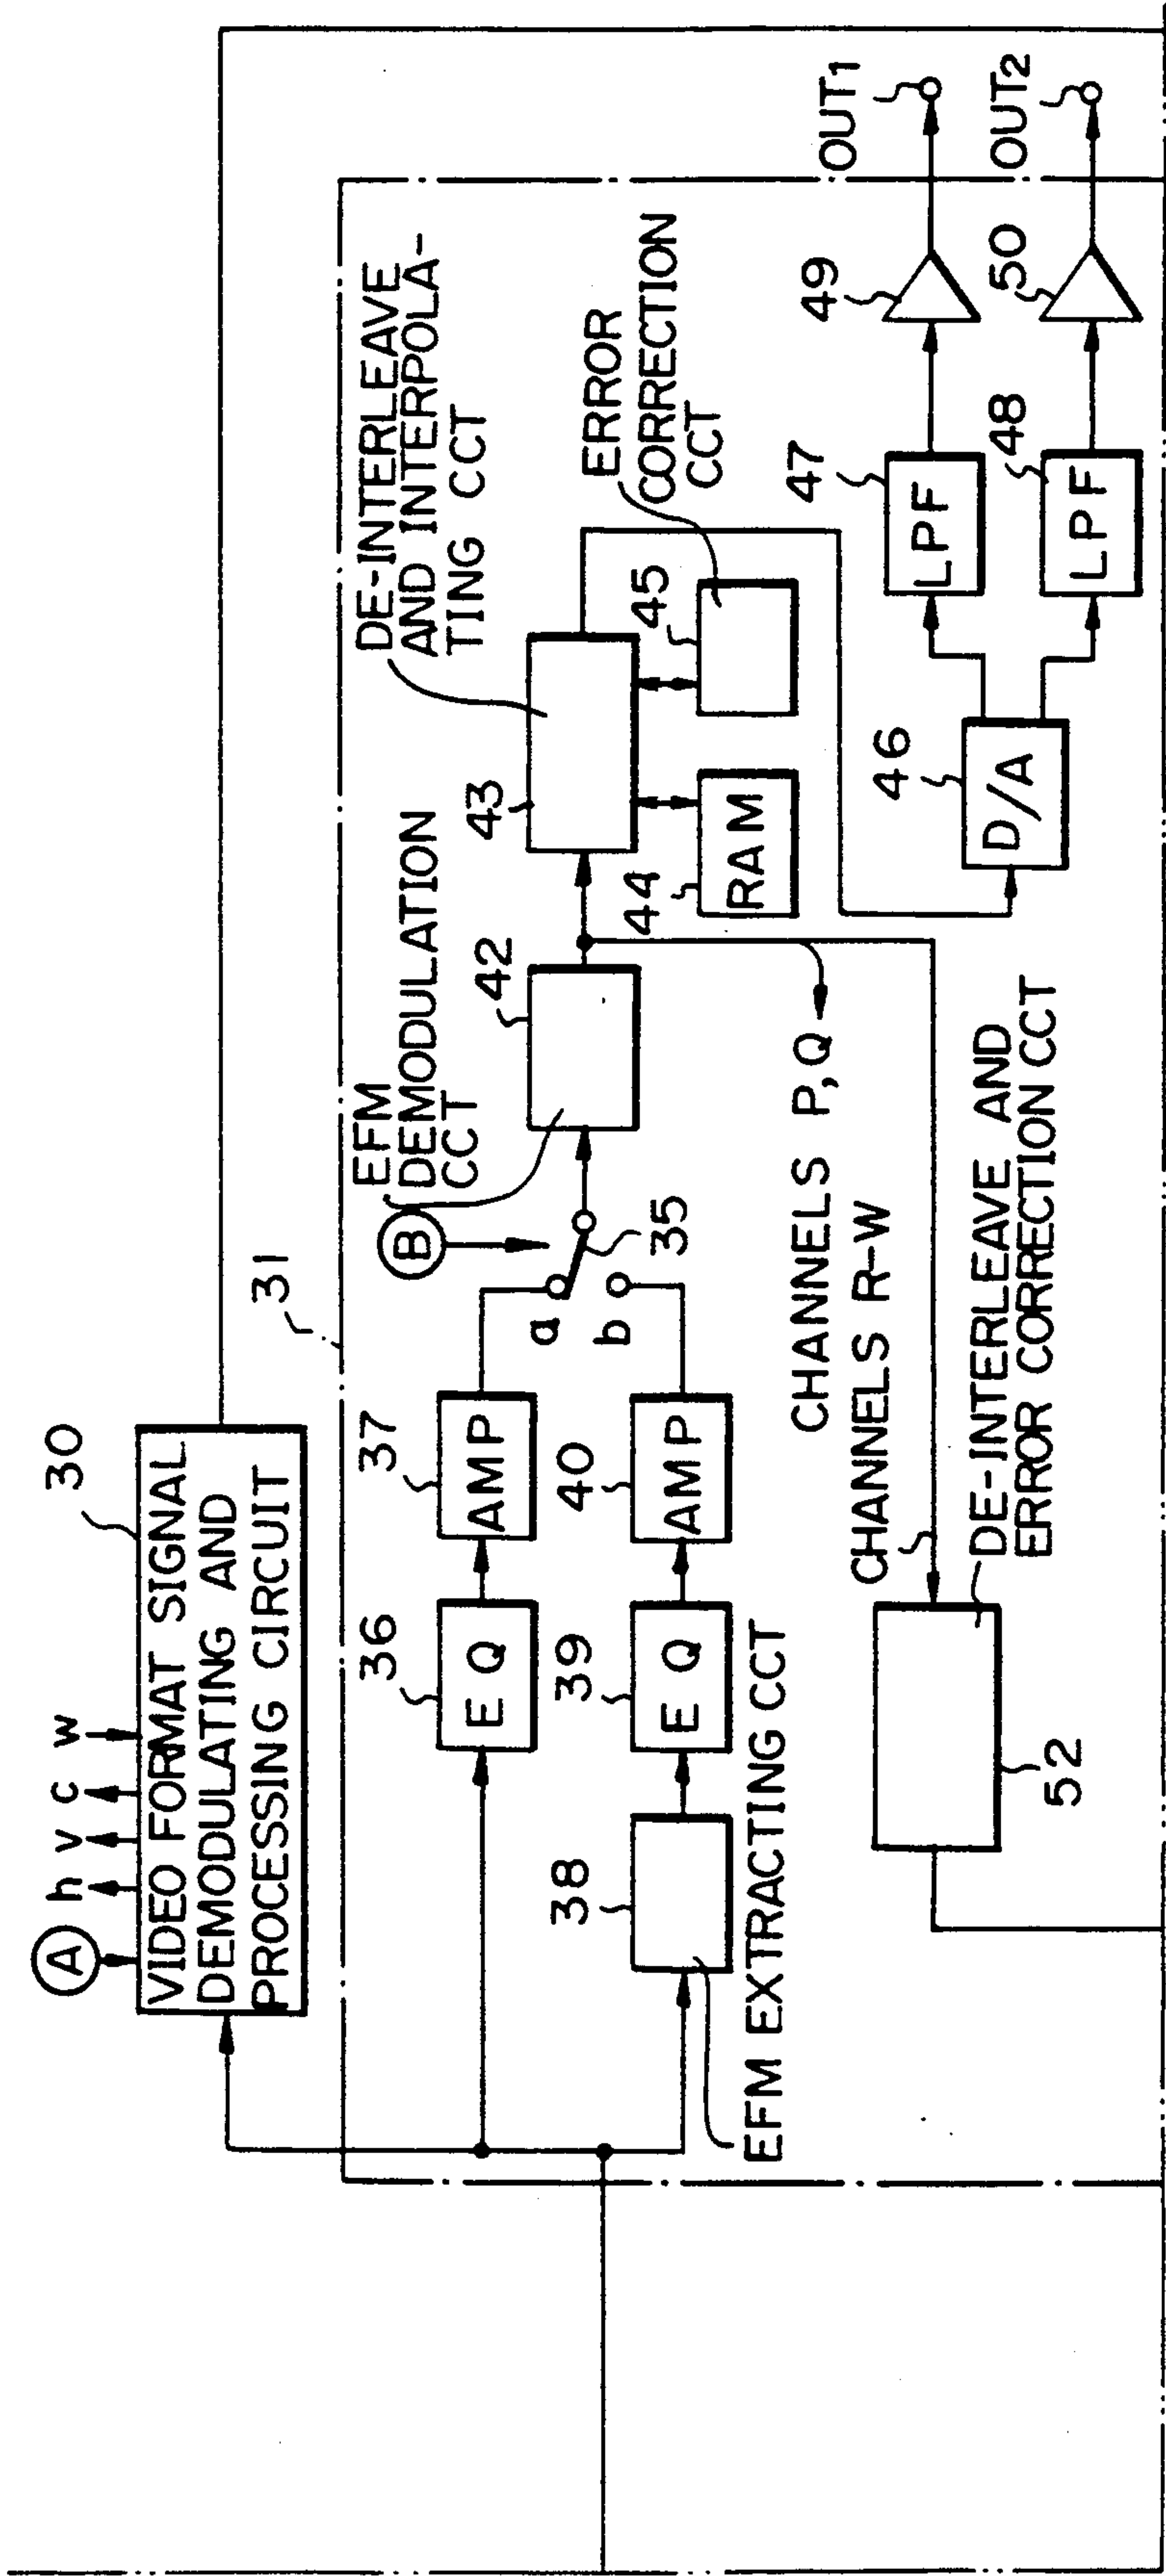 30
A
h
v
c
w
VIDEO FORMAT SIGNAL
DEMODULATING AND
PROCESSING CIRCUIT
31
36
EQ
37
AMP
38
EFM EXTRACTING CCT
39
EQ
40
AMP
a
b
35
B
EFM
DEMODULATION
CCT
42
43
DE-INTERLEAVE
AND INTERPOLA-
TING CCT
44
RAM
45
ERROR
CORRECTION
CCT
CHANNELS P,Q
CHANNELS R-W
46
D/A
47
LPF
48
LPF
49
50
OUT1
OUT2
52
DE-INTERLEAVE AND
ERROR CORRECTION CCT